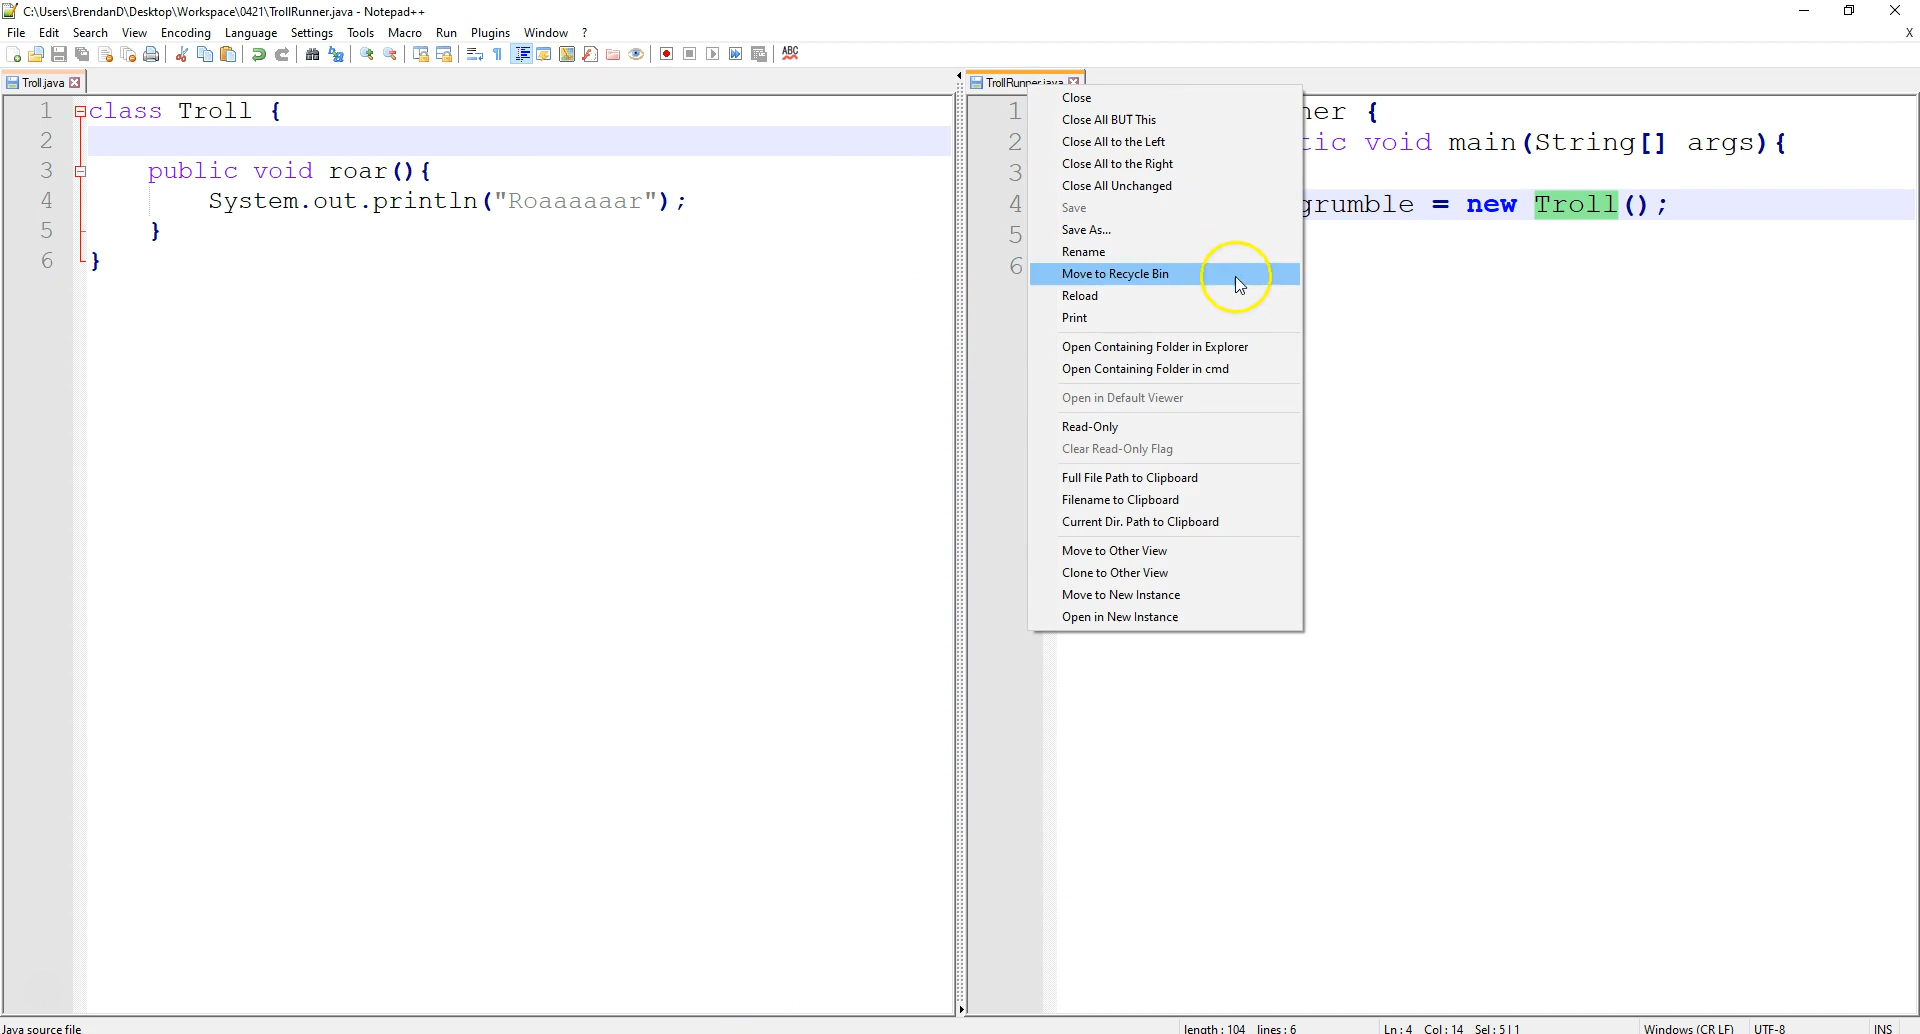 C:\Users\BrendanD\Desktop\Workspace\0421\TrollRunner.java - Notepad++
File Edit Search View Encoding Language Settings Tools Macro Run Plugins Window ? X
ABC
Troll.java
1 class Troll {
2
3 public void roar(){
4 System.out.println("Roaaaaaar");
5 }
6 }
TrollRunner.java
1 ner {
2 tic void main(String[] args){
3
4 grumble = new Troll();
5
6
Close
Close All BUT This
Close All to the Left
Close All to the Right
Close All Unchanged
Save
Save As...
Rename
Move to Recycle Bin
Reload
Print
Open Containing Folder in Explorer
Open Containing Folder in cmd
Open in Default Viewer
Read-Only
Clear Read-Only Flag
Full File Path to Clipboard
Filename to Clipboard
Current Dir. Path to Clipboard
Move to Other View
Clone to Other View
Move to New Instance
Open in New Instance
Java source file length : 104 lines : 6 Ln : 4 Col : 14 Sel : 5 | 1 Windows (CR LF) UTF-8 INS